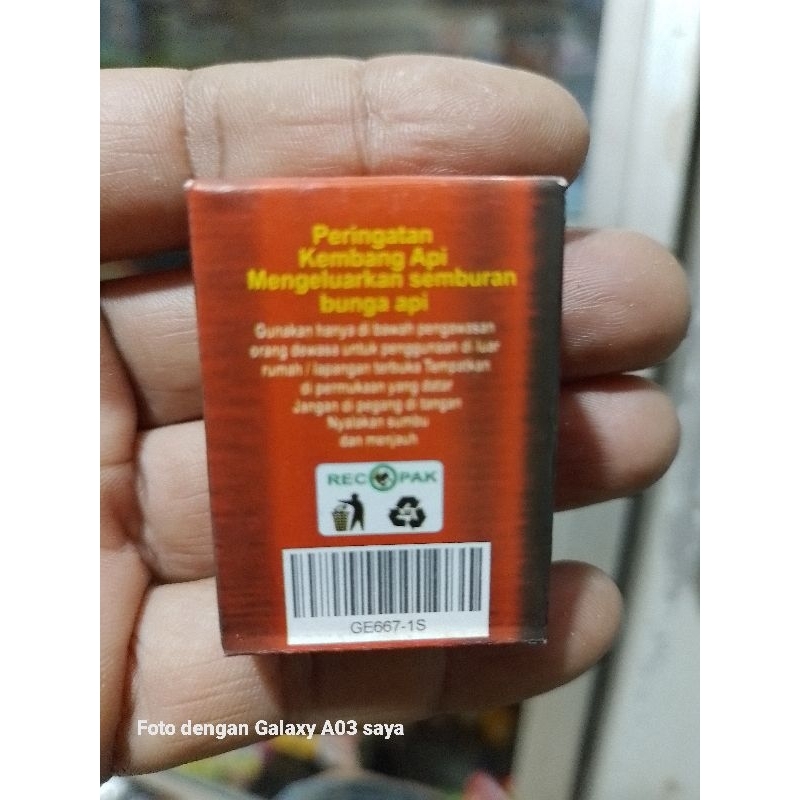 Peringatan
Kembang Api
Mengeluarkan semburan
bunga api
Gunakan hanya di bawah pengawasan
orang dewasa untuk penggunaan di luar
rumah / lapangan terbuka Tempatkan
di permukaan yang datar
Jangan di pegang di tangan
Nyalakan sumbu
dan menjauh
REC PAK
GE667-1S
Foto dengan Galaxy A03 saya